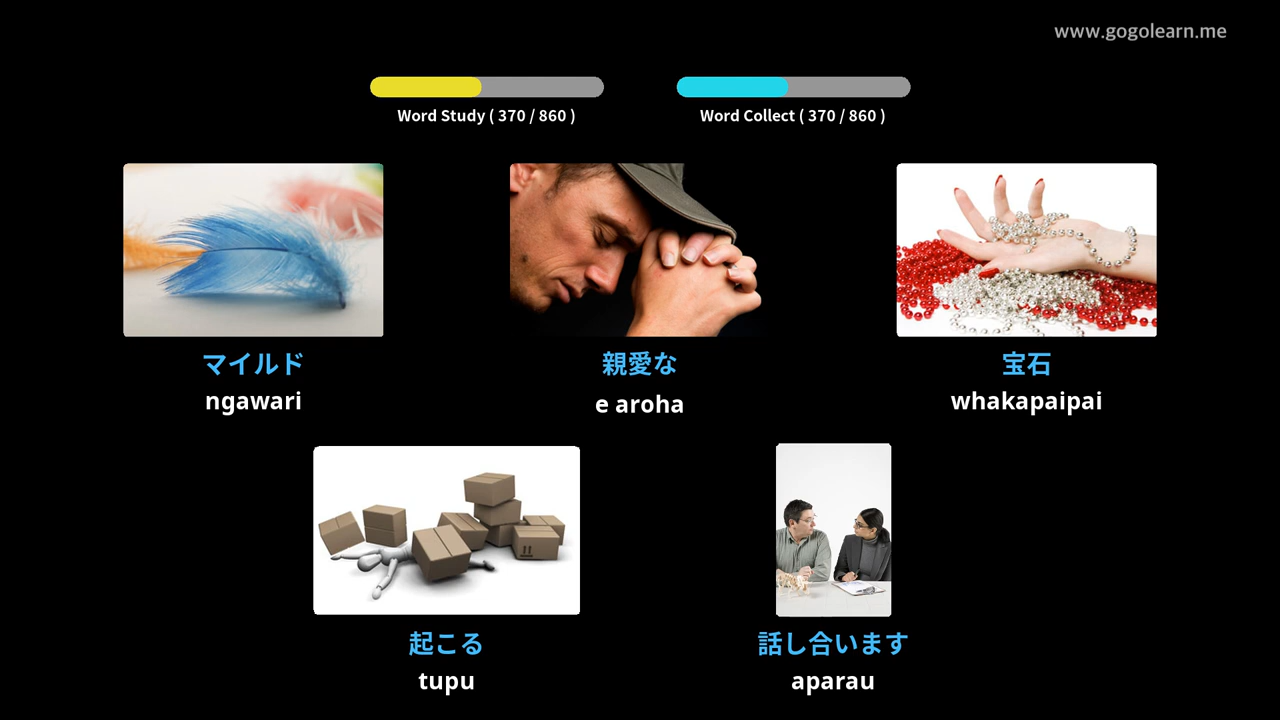 www.gogolearn.me
Word Study ( 370 / 860 )
Word Collect ( 370 / 860 )
マイルド
ngawari
親愛な
e aroha
宝石
whakapaipai
起こる
tupu
話し合います
aparau